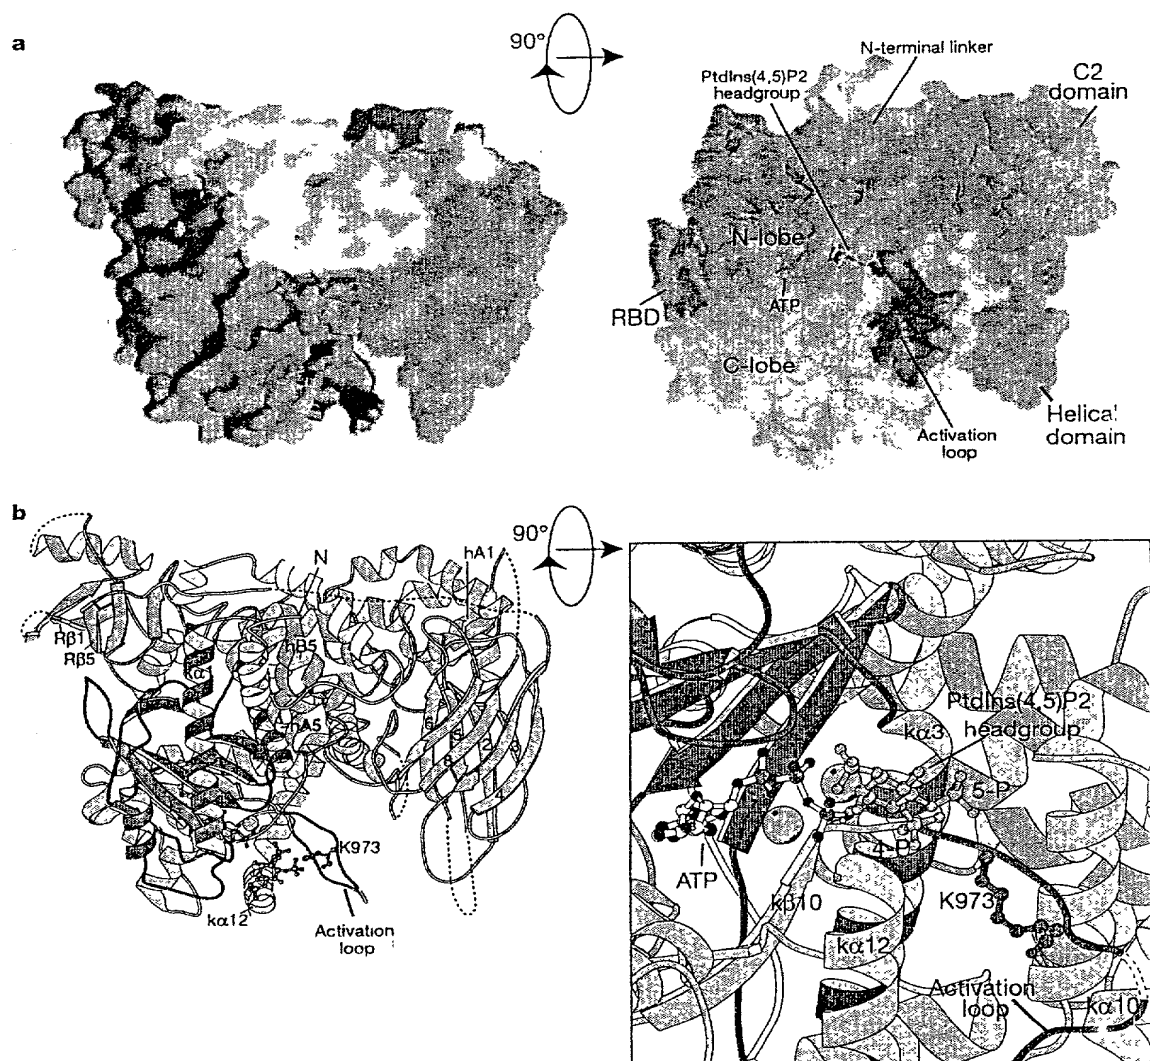 a
90°
N-terminal linker
PtdIns(4,5)P2
headgroup
C2
domain
N-lobe
ATP
RBD
C-lobe
Activation
loop
Helical
domain
b
90°
N
hA1
Rβ1
Rβ5
hB5
hA5
K973
kα12
Activation
loop
PtdIns(4,5)P2
headgroup
kα3
5-P
4-P
ATP
kβ10
K973
kα12
Activation
loop
kα10